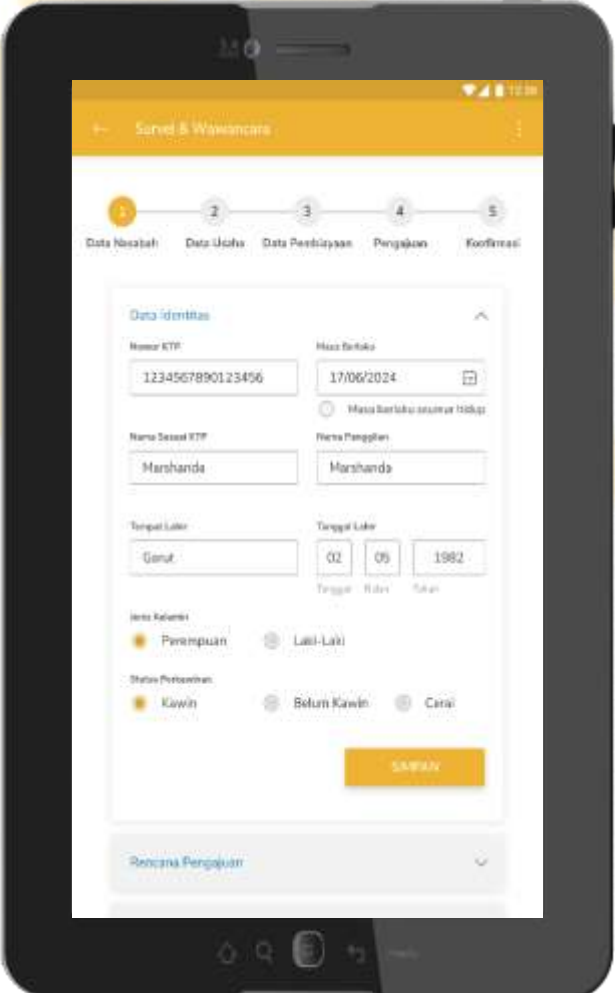 12:30
Survei & Wawancara
1 2 3 4 5
Data Nasabah Data Usaha Data Pembiayaan Pengajuan Konfirmasi
Data Identitas
Nomor KTP Masa Berlaku
1234567890123456 17/06/2024
Masa berlaku seumur hidup
Nama Sesuai KTP Nama Panggilan
Marshanda Marshanda
Tempat Lahir Tanggal Lahir
Garut 02 05 1982
Tanggal Bulan Tahun
Jenis Kelamin
Perempuan Laki-Laki
Status Perkawinan
Kawin Belum Kawin Cerai
SIMPAN
Rencana Pengajuan